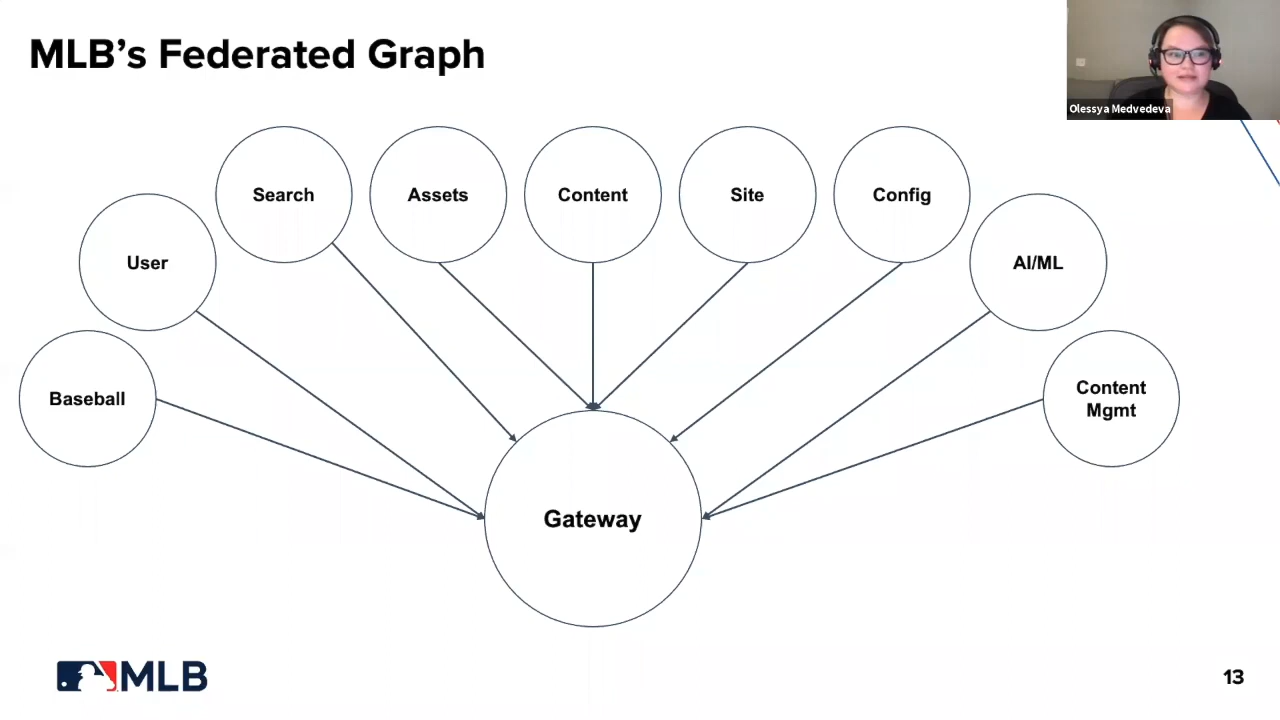 MLB’s Federated Graph
Olessya Medvedeva
Search
Assets
Content
Site
Config
User
AI/ML
Baseball
Content
Mgmt
Gateway
MLB
13